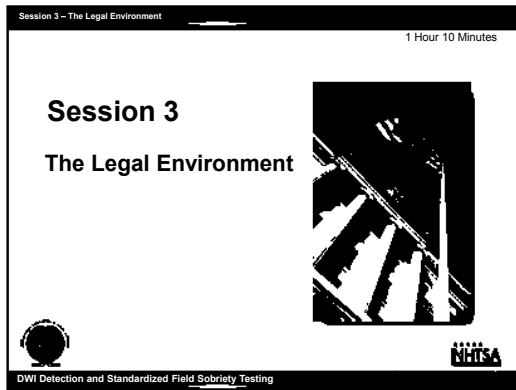 Session 3 – The Legal Environment
1 Hour 10 Minutes
Session 3
The Legal Environment
NHTSA
DWI Detection and Standardized Field Sobriety Testing